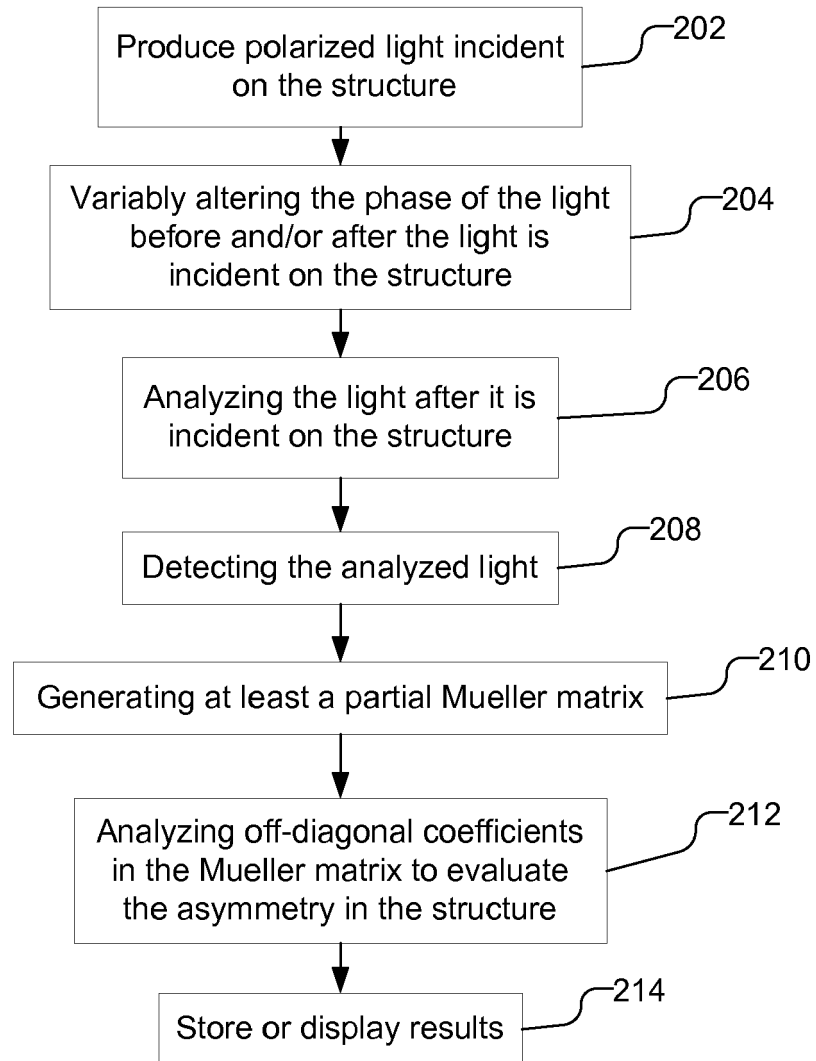 Produce polarized light incident
on the structure
202
Variably altering the phase of the light
before and/or after the light is
incident on the structure
204
Analyzing the light after it is
incident on the structure
206
Detecting the analyzed light
208
Generating at least a partial Mueller matrix
210
Analyzing off-diagonal coefficients
in the Mueller matrix to evaluate
the asymmetry in the structure
212
Store or display results
214